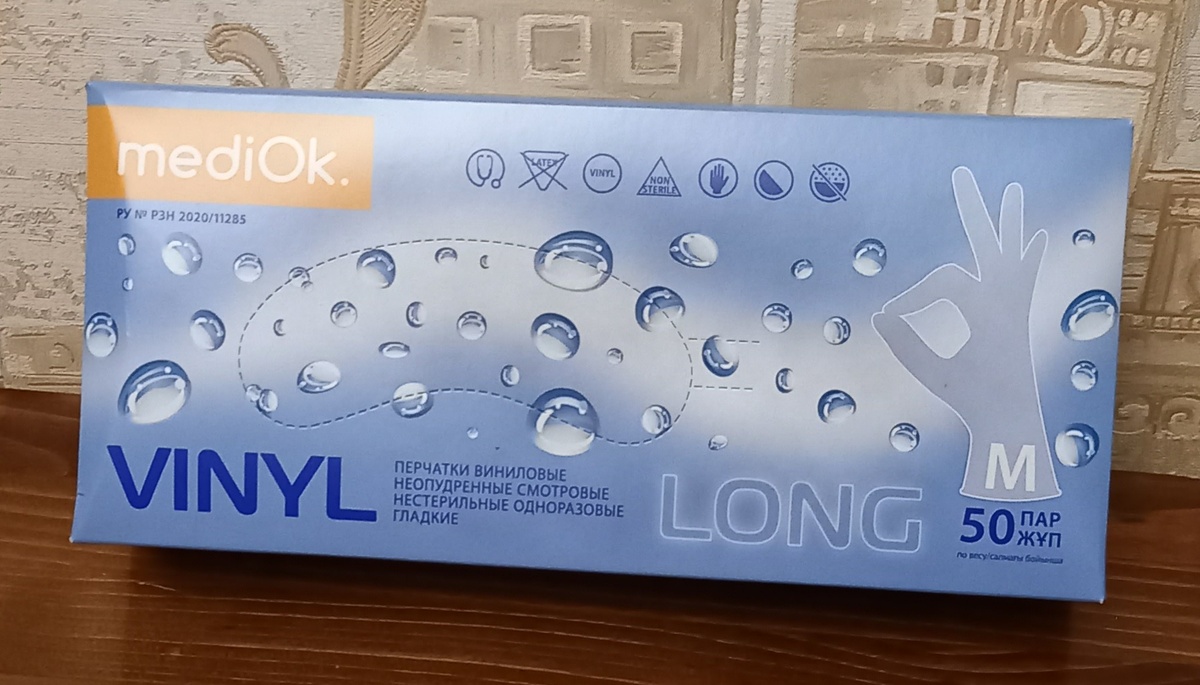 mediOk.
РУ № РЗН 2020/11285
LATEX
VINYL
NON
STERILE
VINYL
ПЕРЧАТКИ ВИНИЛОВЫЕ
НЕОПУДРЕННЫЕ СМОТРОВЫЕ
НЕСТЕРИЛЬНЫЕ ОДНОРАЗОВЫЕ
ГЛАДКИЕ
LONG
M
50 ПАР
ЖҰП
по весу/салмағы бойынша